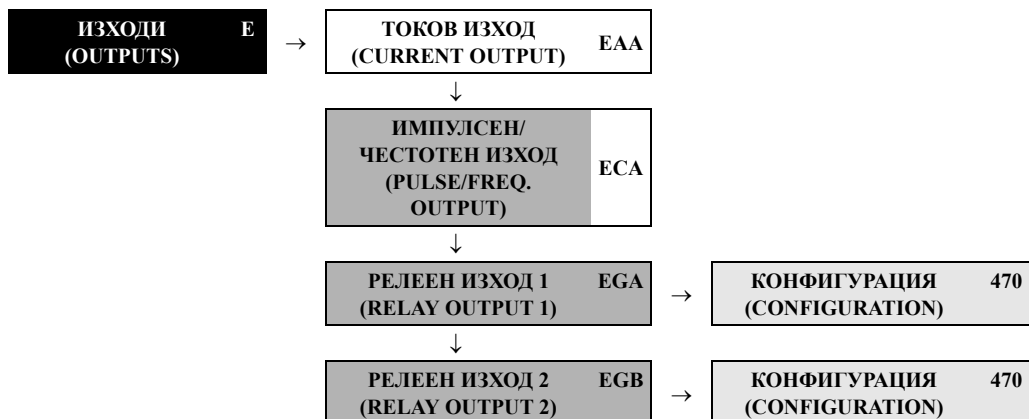 ИЗХОДИ E
(OUTPUTS)
→
ТОКОВ ИЗХОД
(CURRENT OUTPUT) EAA
↓
ИМПУЛСЕН/
ЧЕСТОТЕН ИЗХОД
(PULSE/FREQ.
OUTPUT) ECA
↓
РЕЛЕЕН ИЗХОД 1 EGA
(RELAY OUTPUT 1)
→
КОНФИГУРАЦИЯ 470
(CONFIGURATION)
↓
РЕЛЕЕН ИЗХОД 2 EGB
(RELAY OUTPUT 2)
→
КОНФИГУРАЦИЯ 470
(CONFIGURATION)